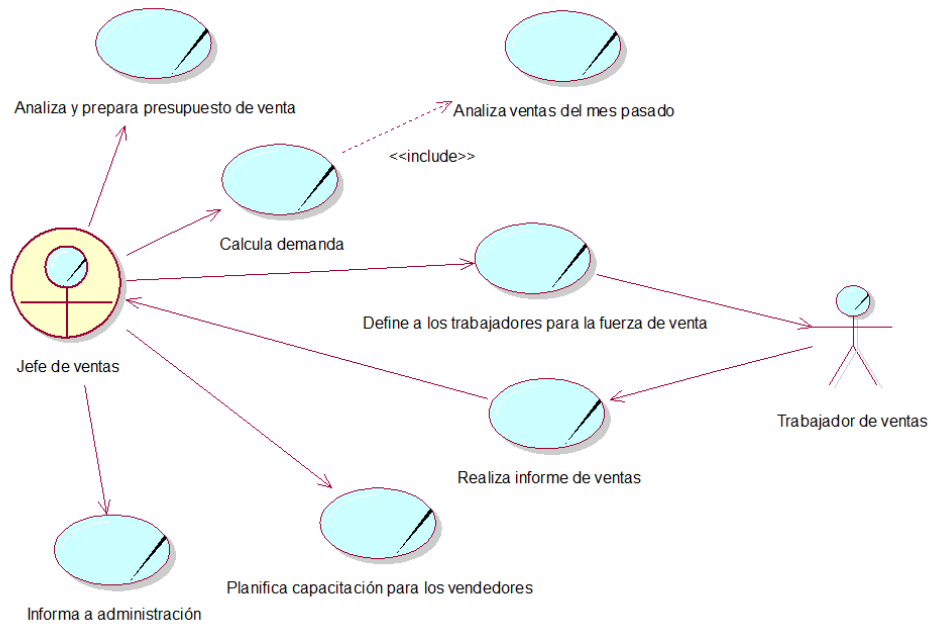 Analiza y prepara presupuesto de venta
Analiza ventas del mes pasado
<<include>>
Calcula demanda
Define a los trabajadores para la fuerza de venta
Jefe de ventas
Trabajador de ventas
Realiza informe de ventas
Planifica capacitación para los vendedores
Informa a administración